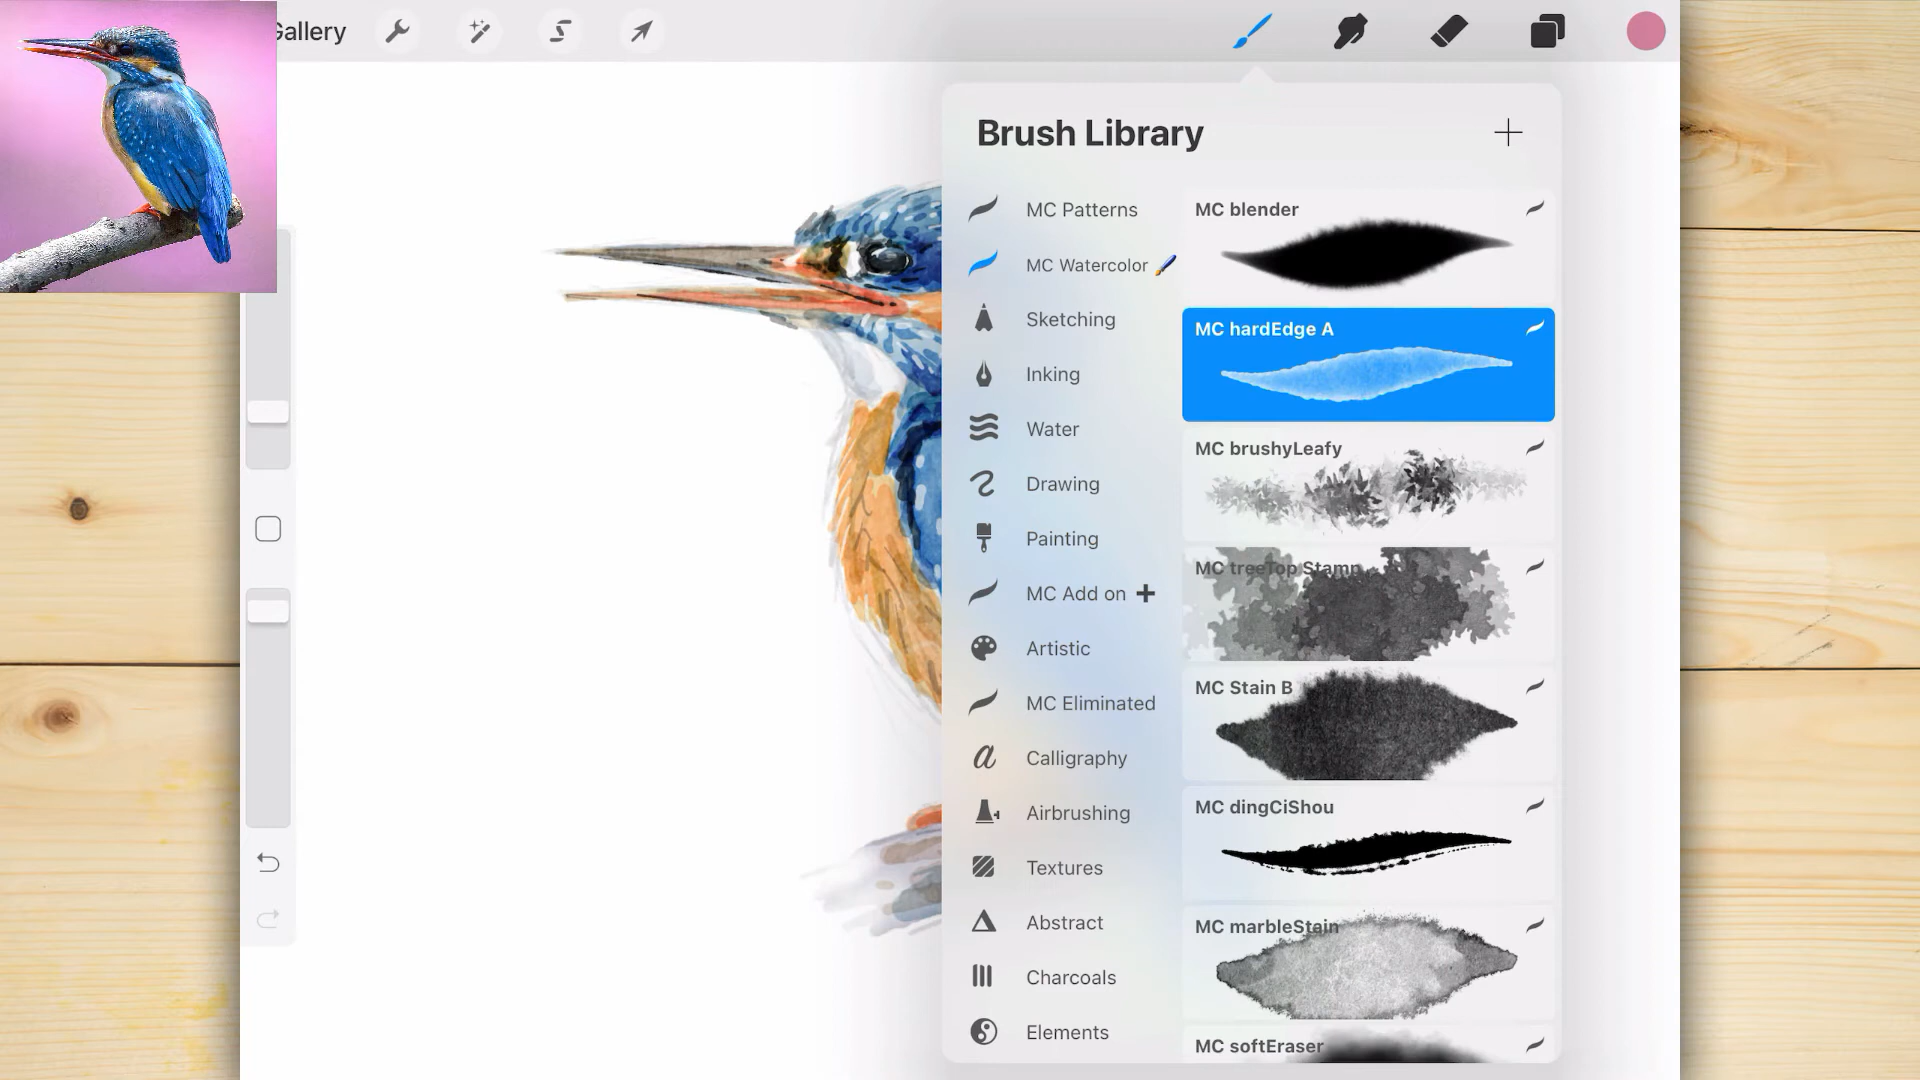 Gallery
Brush Library
MC Patterns
MC Watercolor
Sketching
Inking
Water
Drawing
Painting
MC Add on
Artistic
MC Eliminated
Calligraphy
Airbrushing
Textures
Abstract
Charcoals
Elements
MC blender
MC hardEdge A
MC brushyLeafy
MC treeTop Stamp
MC Stain B
MC dingCiShou
MC marbleStain
MC softEraser